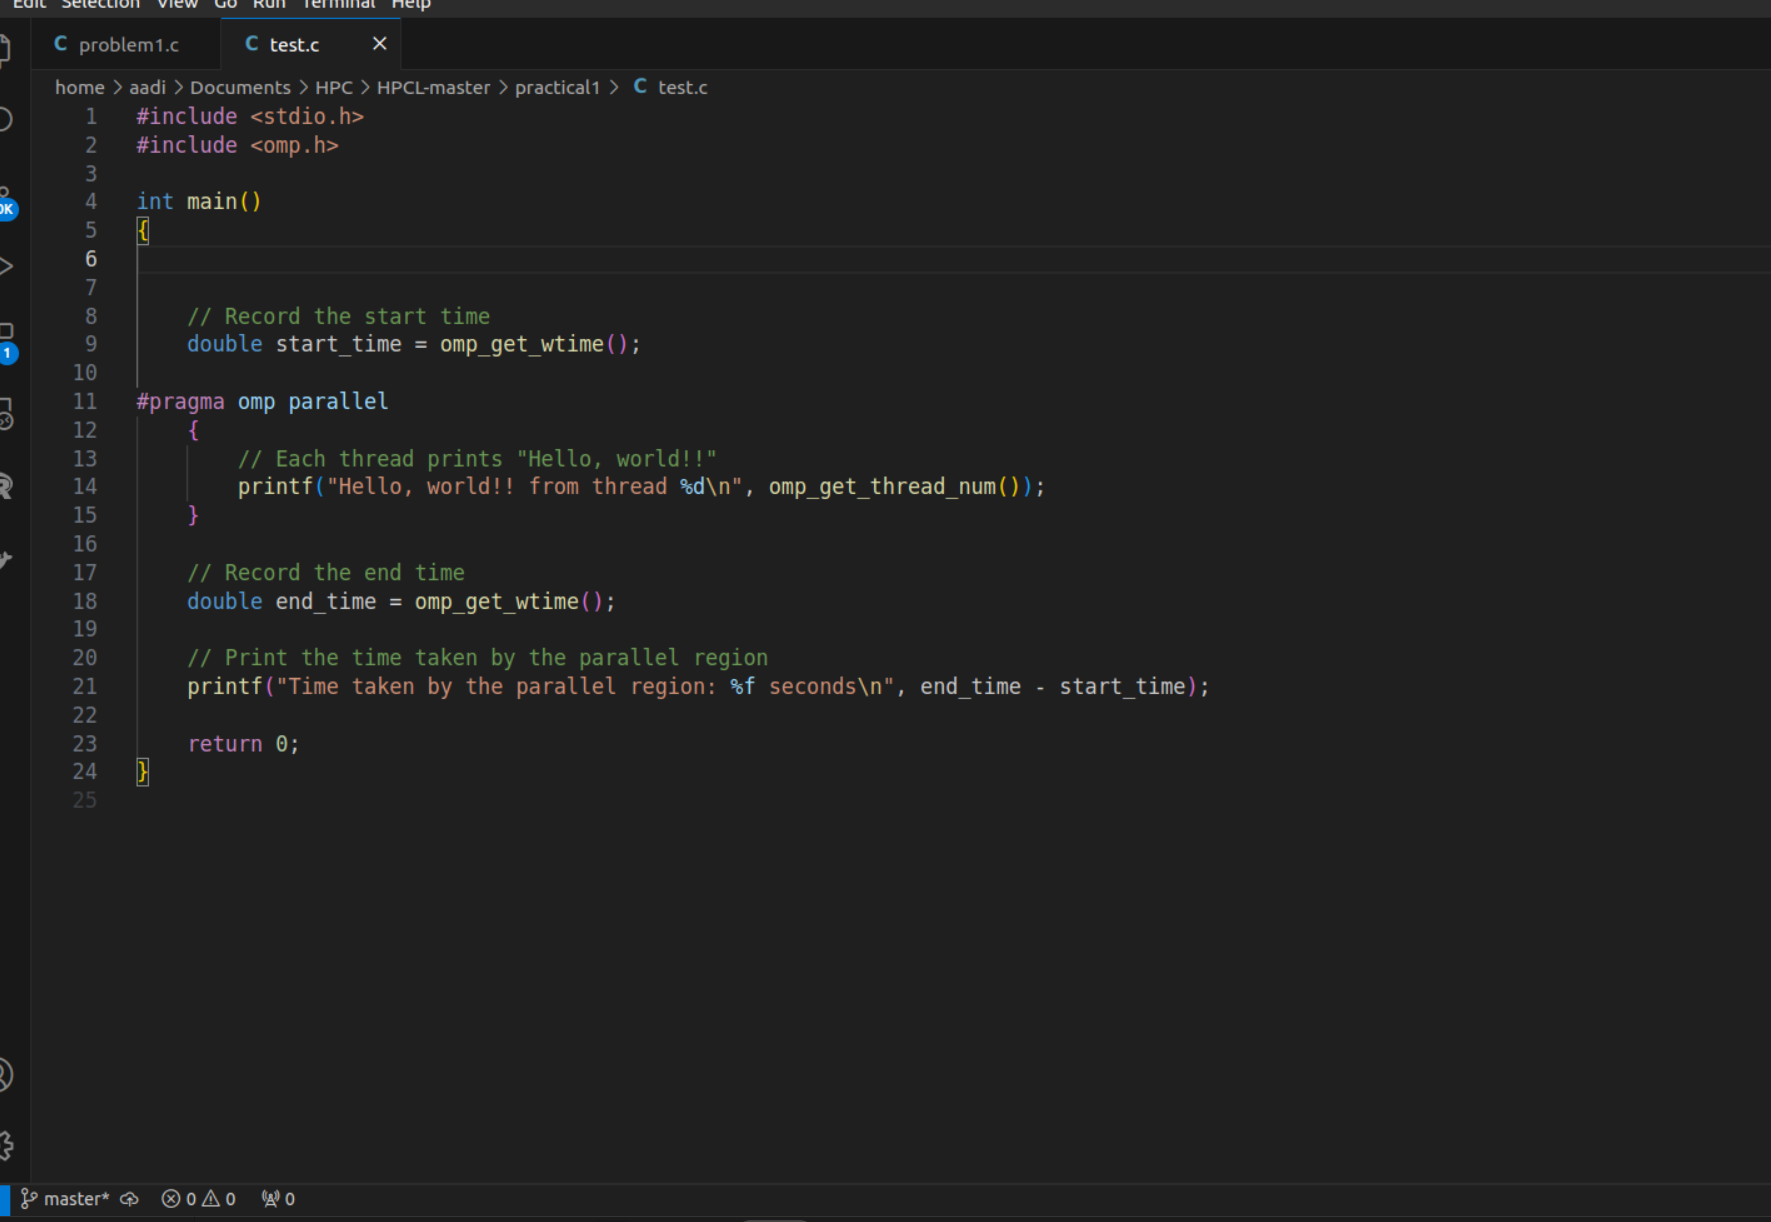 Edit Selection View Go Run Terminal Help
C problem1.c C test.c ×
home > aadi > Documents > HPC > HPCL-master > practical1 > C test.c
1 #include <stdio.h>
2 #include <omp.h>
3
4 int main()
5 {
6
7
8     // Record the start time
9     double start_time = omp_get_wtime();
10
11 #pragma omp parallel
12     {
13         // Each thread prints "Hello, world!!"
14         printf("Hello, world!! from thread %d\n", omp_get_thread_num());
15     }
16
17     // Record the end time
18     double end_time = omp_get_wtime();
19
20     // Print the time taken by the parallel region
21     printf("Time taken by the parallel region: %f seconds\n", end_time - start_time);
22
23     return 0;
24 }
25
1
master* 0 0 0